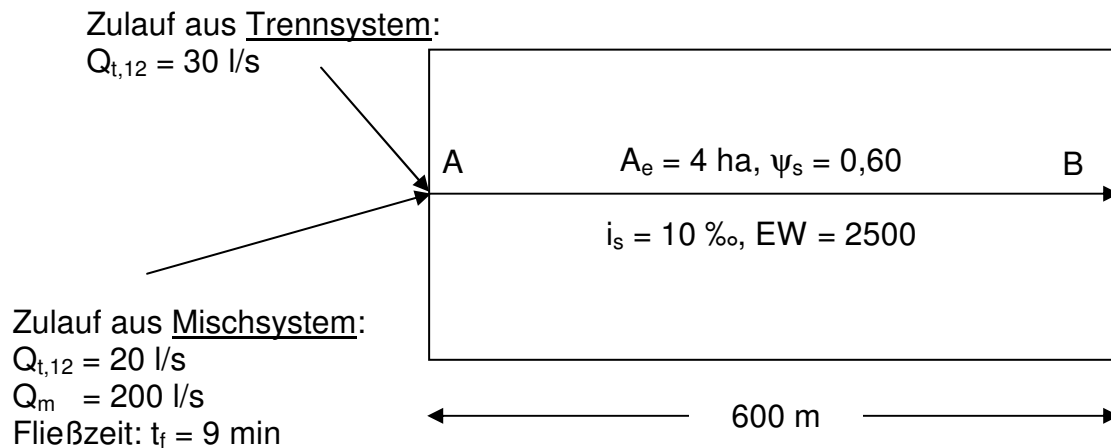 Zulauf aus Trennsystem:
Qt,12 = 30 l/s
A
Ae = 4 ha, ψs = 0,60
B
is = 10 ‰, EW = 2500
Zulauf aus Mischsystem:
Qt,12 = 20 l/s
Qm = 200 l/s
Fließzeit: tf = 9 min
600 m